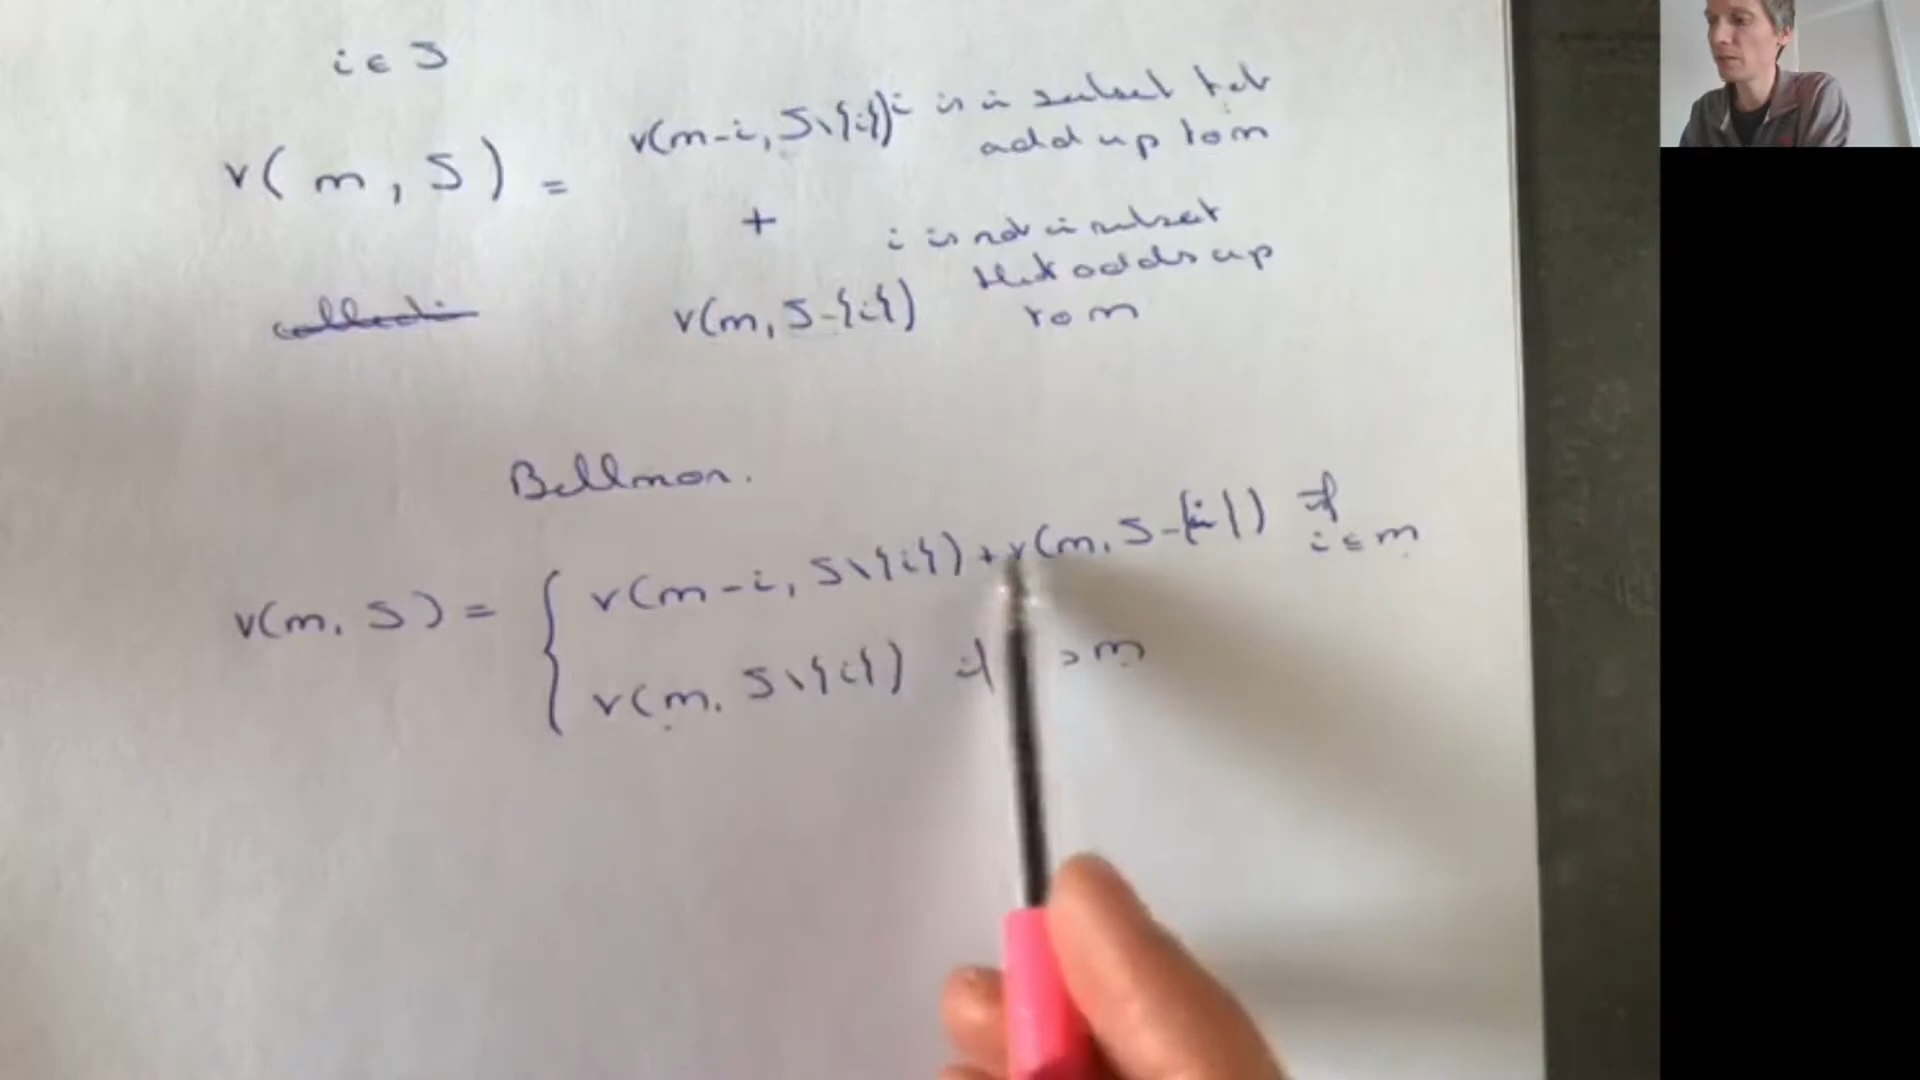 i ∈ S
v(m-i, S\{i}) i is in subset that
add up to m
v( m , S ) =
+
i is not in subset
that adds up
to m
v(m, S-{i})
Bellman.
v(m-i, S\{i}) + v(m, S-{i}) if
i ≤ m
v(m, S) = {
v(m, S\{i}) if > m